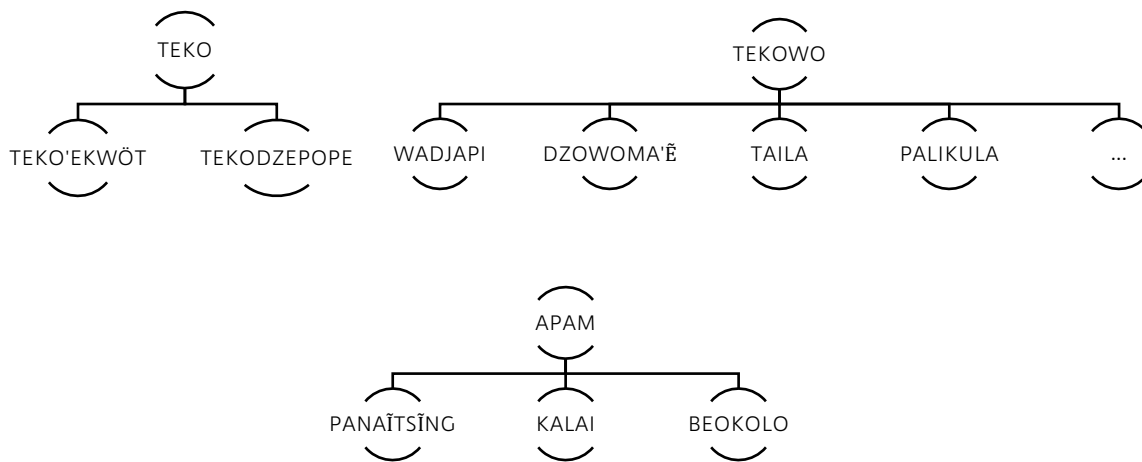 TEKO
TEKO'EKWÖT TEKODZEPOPE
TEKOWO
WADJAPI DZOWOMA'Ẽ TAILA PALIKULA ...
APAM
PANAĨTSĨNG KALAI BEOKOLO